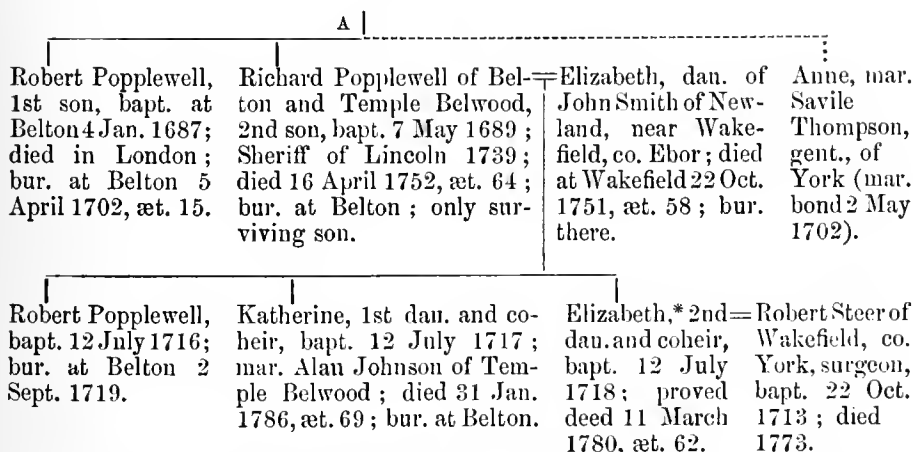 A
Robert Popplewell,
1st son, bapt. at
Belton 4 Jan. 1687;
died in London;
bur. at Belton 5
April 1702, æt. 15.
Richard Popplewell of Bel-
ton and Temple Belwood,
2nd son, bapt. 7 May 1689;
Sheriff of Lincoln 1739;
died 16 April 1752, æt. 64;
bur. at Belton; only sur-
viving son.
=Elizabeth, dau. of
John Smith of New-
land, near Wake-
field, co. Ebor; died
at Wakefield 22 Oct.
1751, æt. 58; bur.
there.
Anne, mar.
Savile
Thompson,
gent., of
York (mar.
bond 2 May
1702).
Robert Popplewell,
bapt. 12 July 1716;
bur. at Belton 2
Sept. 1719.
Katherine, 1st dau. and co-
heir, bapt. 12 July 1717;
mar. Alan Johnson of Tem-
ple Belwood; died 31 Jan.
1786, æt. 69; bur. at Belton.
Elizabeth,* 2nd
dau. and coheir,
bapt. 12 July
1718; proved
deed 11 March
1780, æt. 62.
=Robert Steer of
Wakefield, co.
York, surgeon,
bapt. 22 Oct.
1713; died
1773.